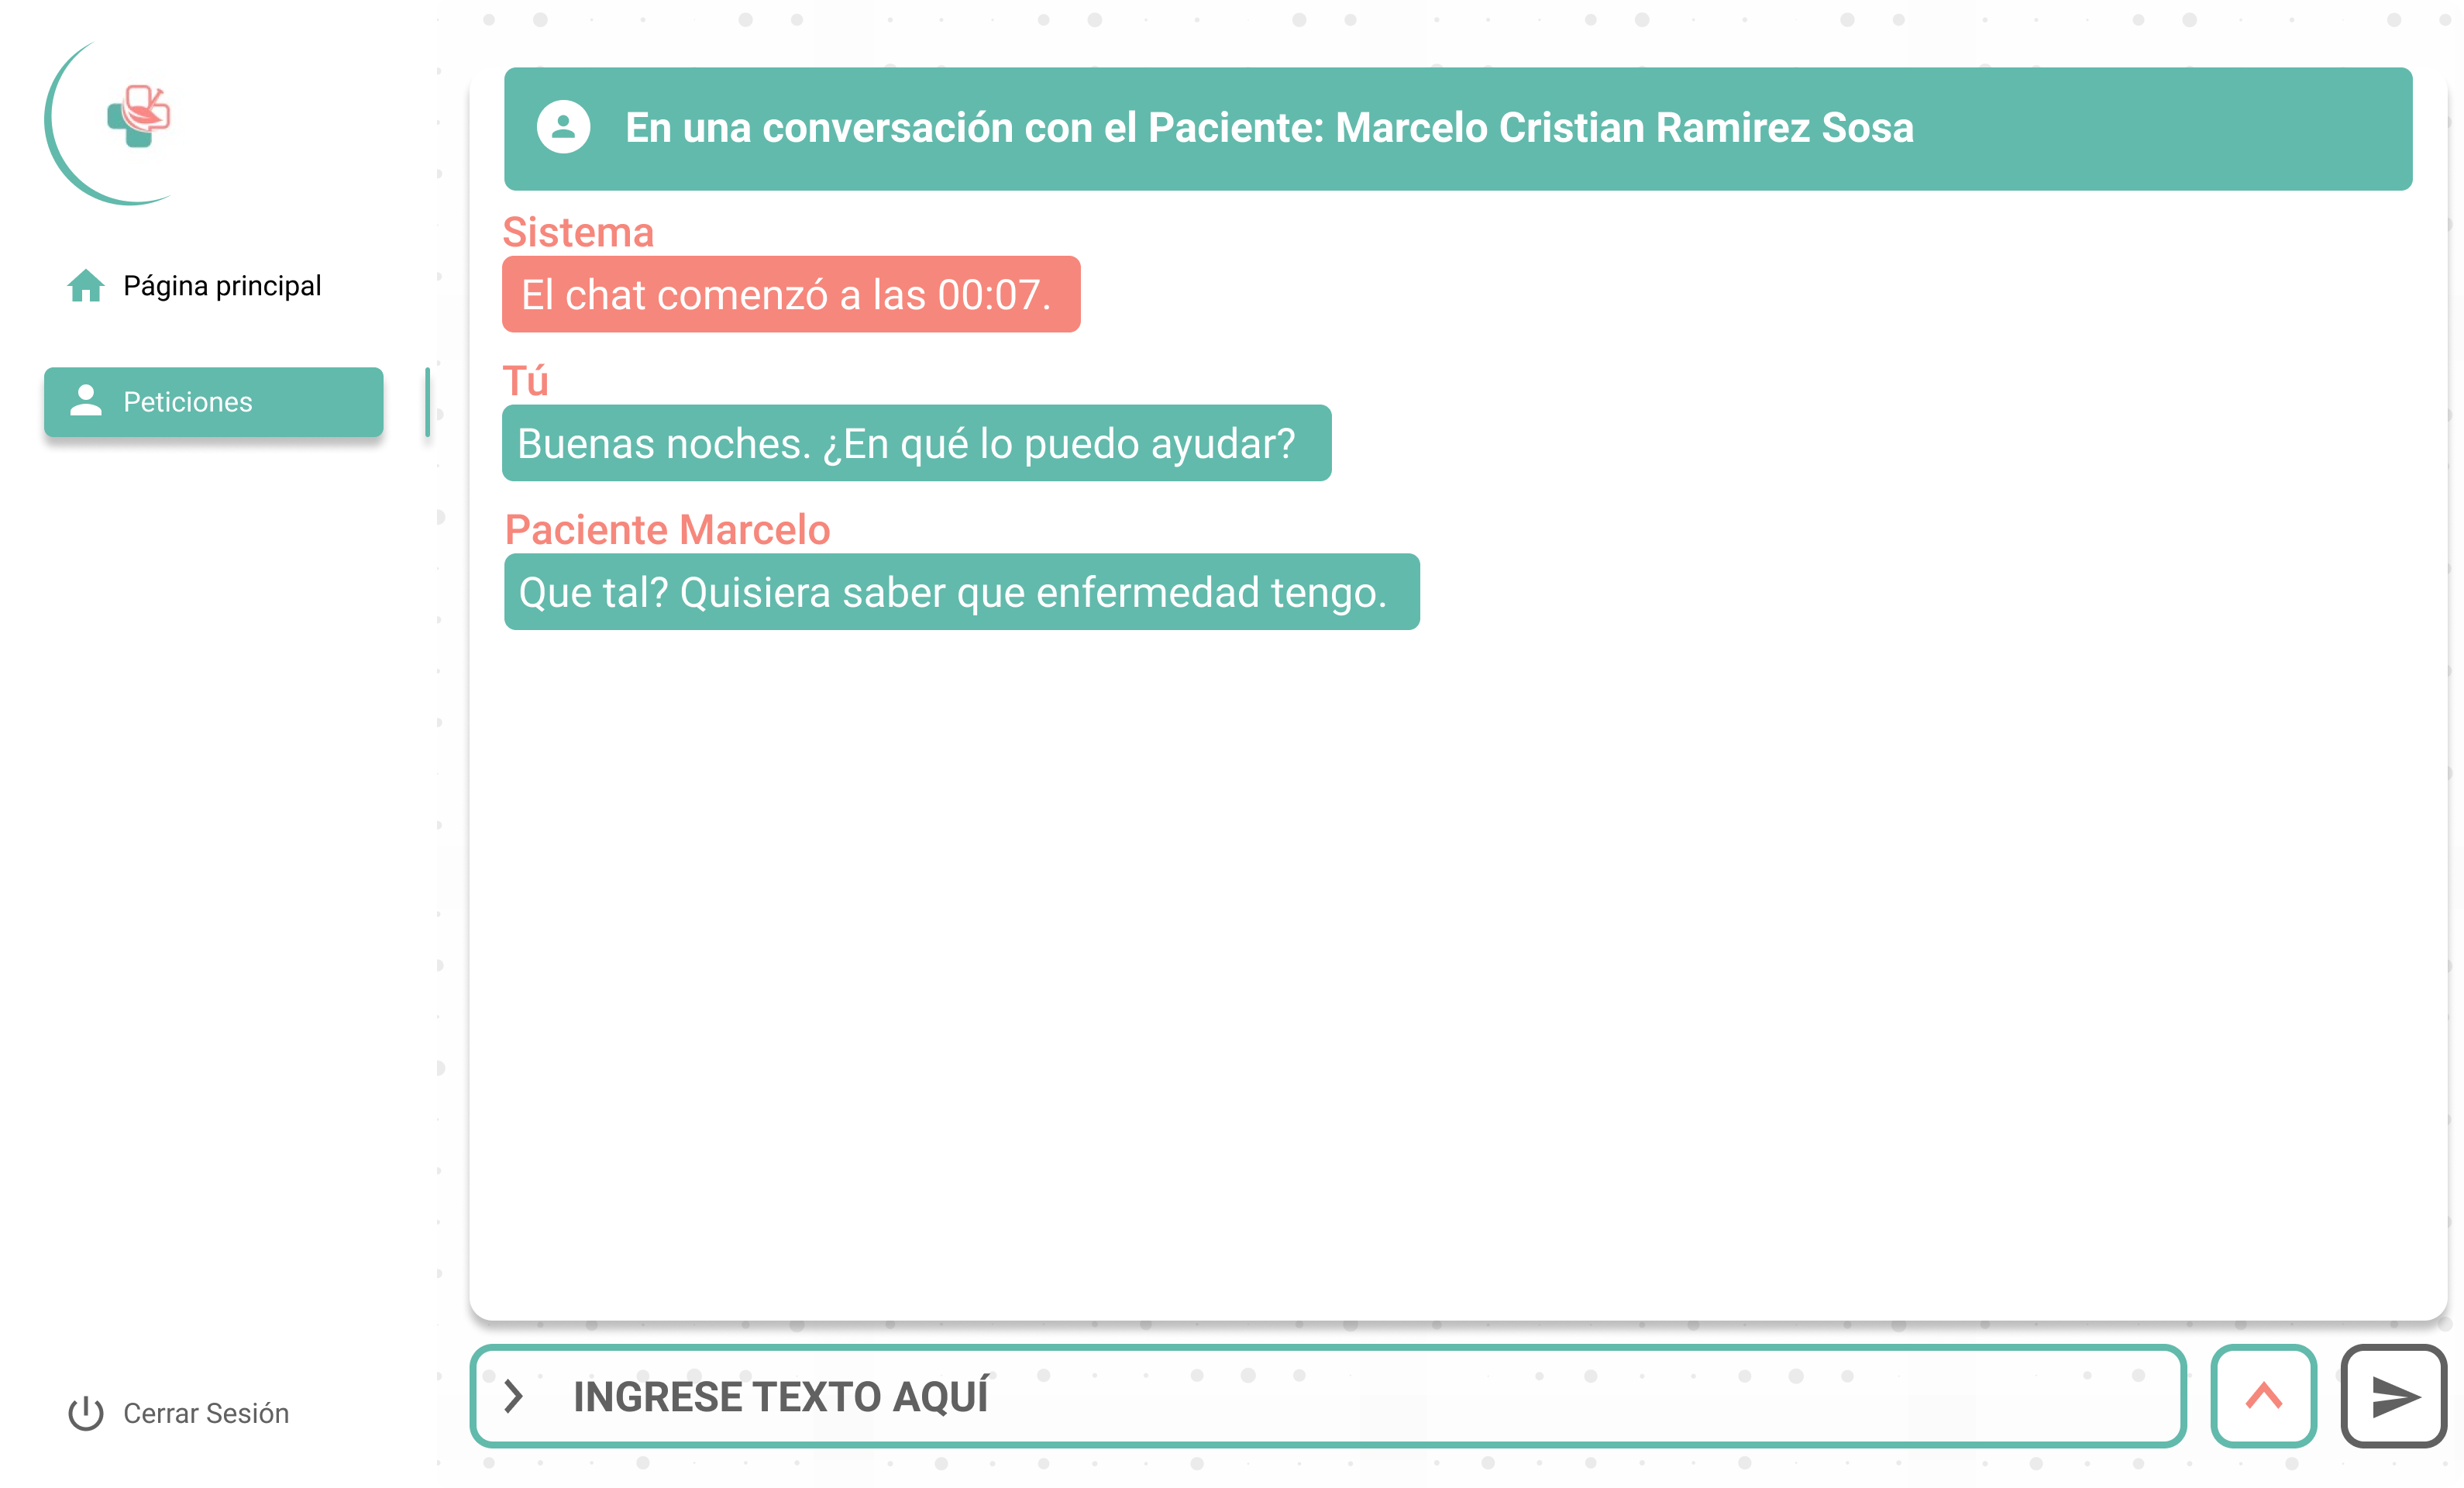 Página principal
Peticiones
Cerrar Sesión
En una conversación con el Paciente: Marcelo Cristian Ramirez Sosa
Sistema
El chat comenzó a las 00:07.
Tú
Buenas noches. ¿En qué lo puedo ayudar?
Paciente Marcelo
Que tal? Quisiera saber que enfermedad tengo.
INGRESE TEXTO AQUÍ